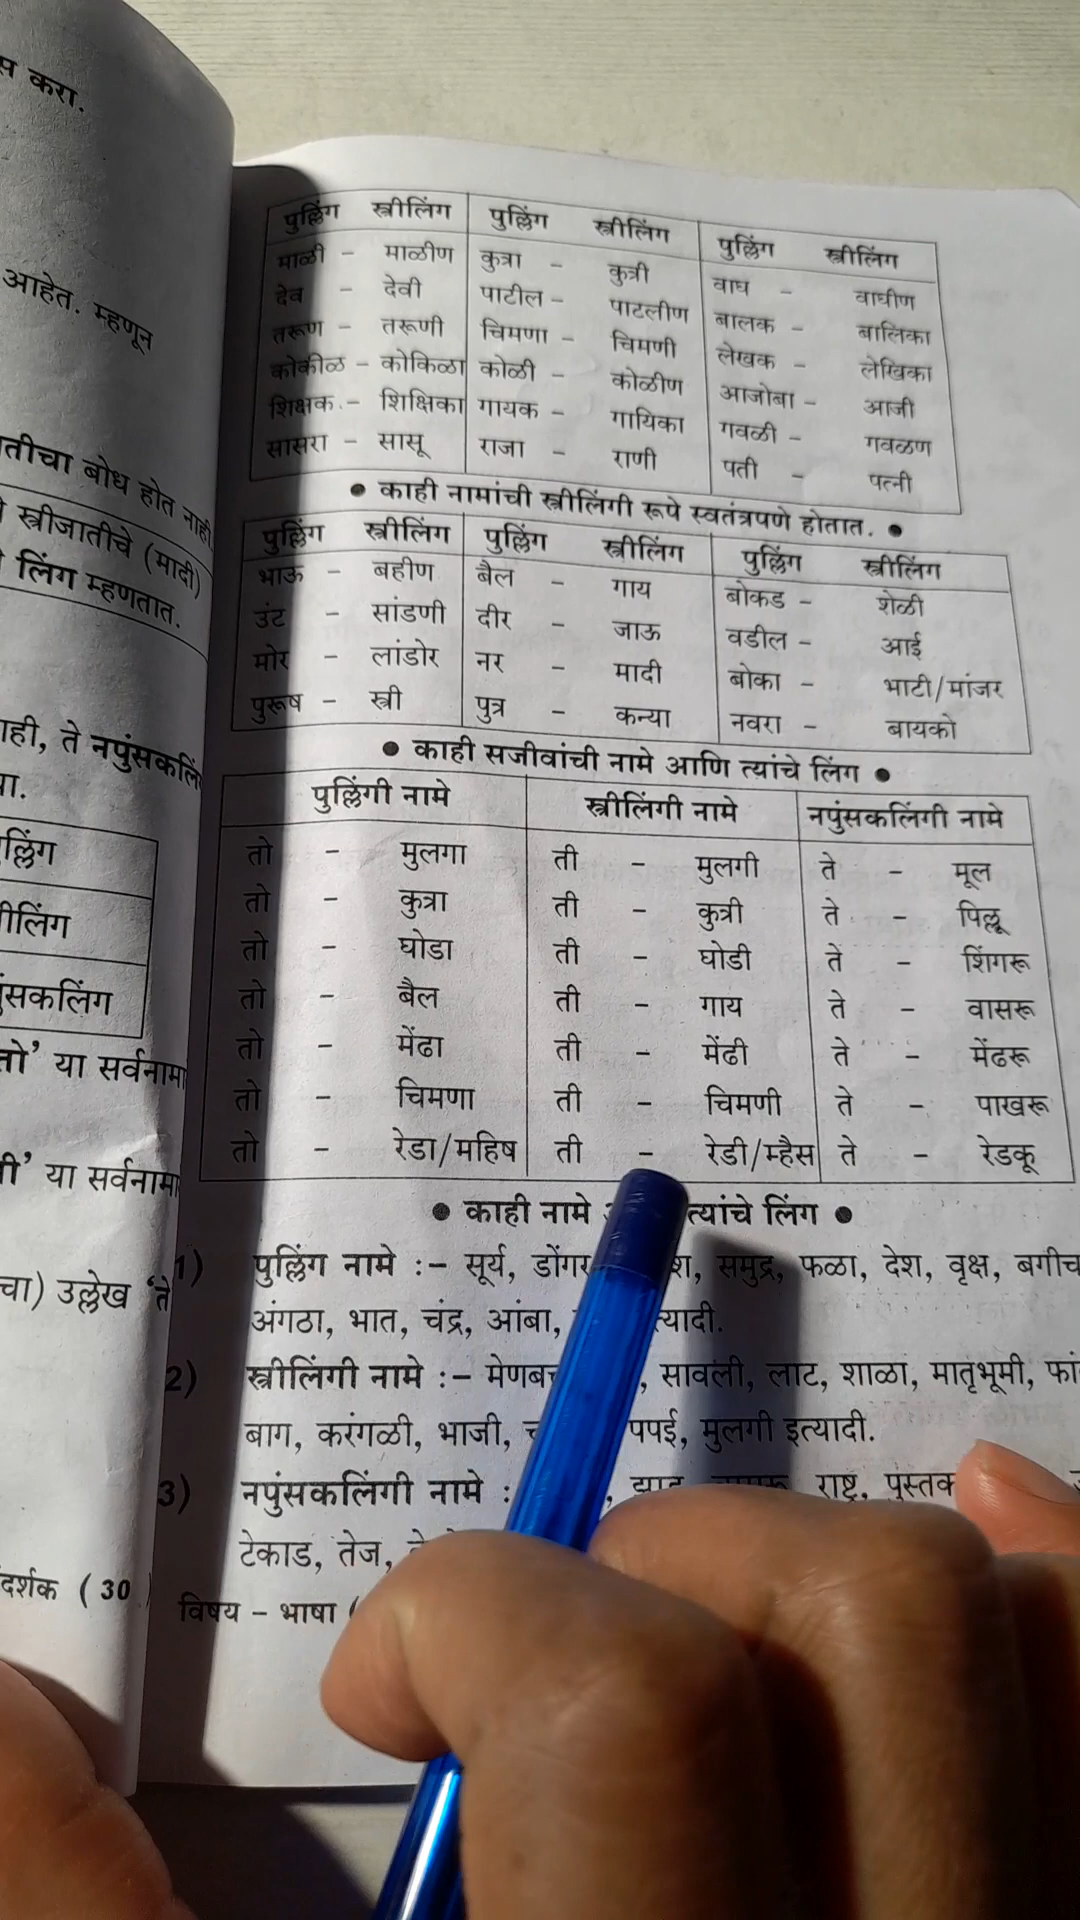 स करा.
आहेत. म्हणून
तीचा बोध होत नाही.
स्त्रीजातीचे (मादी)
लिंग म्हणतात.
ाही, ते नपुंसकलिं
ा.
ल्लिंग
ीलिंग
ुंसकलिंग
तो' या सर्वनामा
ी' या सर्वनामा
चा) उल्लेख 'ते
दर्शक ( 30 )
पुल्लिंग स्त्रीलिंग पुल्लिंग स्त्रीलिंग पुल्लिंग स्त्रीलिंग
माळी – माळीण कुत्रा – कुत्री वाघ – वाघीण
देव – देवी पाटील – पाटलीण बालक – बालिका
तरूण – तरूणी चिमणा – चिमणी लेखक – लेखिका
कोकीळ – कोकिळा कोळी – कोळीण आजोबा – आजी
शिक्षक – शिक्षिका गायक – गायिका गवळी – गवळण
सासरा – सासू राजा – राणी पती – पत्नी
● काही नामांची स्त्रीलिंगी रूपे स्वतंत्रपणे होतात. ●
पुल्लिंग स्त्रीलिंग पुल्लिंग स्त्रीलिंग पुल्लिंग स्त्रीलिंग
भाऊ – बहीण बैल – गाय बोकड – शेळी
उंट – सांडणी दीर – जाऊ वडील – आई
मोर – लांडोर नर – मादी बोका – भाटी/मांजर
पुरूष – स्त्री पुत्र – कन्या नवरा – बायको
● काही सजीवांची नामे आणि त्यांचे लिंग ●
पुल्लिंगी नामे स्त्रीलिंगी नामे नपुंसकलिंगी नामे
तो – मुलगा ती – मुलगी ते – मूल
तो – कुत्रा ती – कुत्री ते – पिल्लू
तो – घोडा ती – घोडी ते – शिंगरू
तो – बैल ती – गाय ते – वासरू
तो – मेंढा ती – मेंढी ते – मेंढरू
तो – चिमणा ती – चिमणी ते – पाखरू
तो – रेडा/महिष ती – रेडी/म्हैस ते – रेडकू
● काही नामे त्यांचे लिंग ●
1) पुल्लिंग नामे :– सूर्य, डोंगर श, समुद्र, फळा, देश, वृक्ष, बगीच
अंगठा, भात, चंद्र, आंबा, त्यादी.
2) स्त्रीलिंगी नामे :– मेणबत्त , सावली, लाट, शाळा, मातृभूमी, फां
बाग, करंगळी, भाजी, च पपई, मुलगी इत्यादी.
3) नपुंसकलिंगी नामे : , झाड, राष्ट्र, पुस्तक
टेकाड, तेज,
विषय – भाषा (